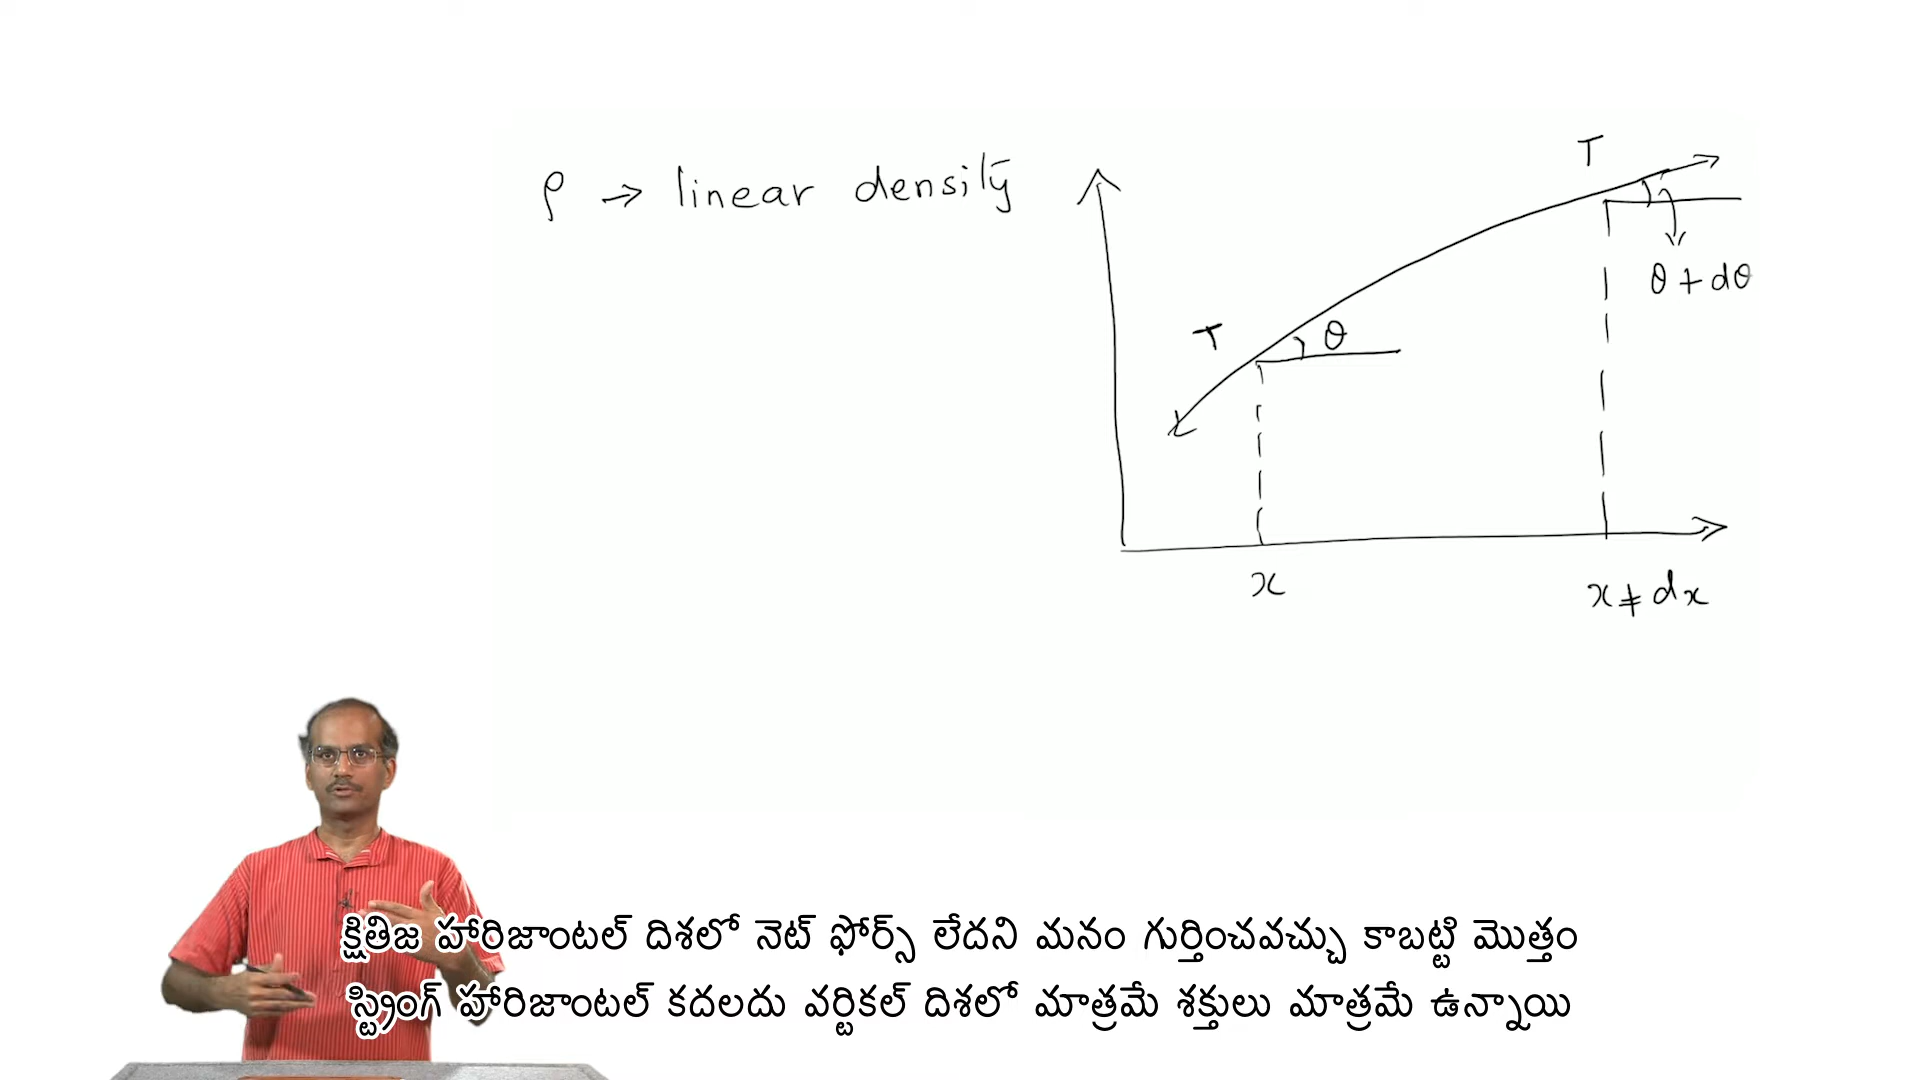 ρ → linear density
T
θ + dθ
T
θ
x
x + dx
క్షితిజ హారిజాంటల్ దిశలో నెట్ ఫోర్స్ లేదని మనం గుర్తించవచ్చు కాబట్టి మొత్తం
స్ట్రింగ్ హారిజాంటల్ కదలదు వర్టికల్ దిశలో మాత్రమే శక్తులు మాత్రమే ఉన్నాయి